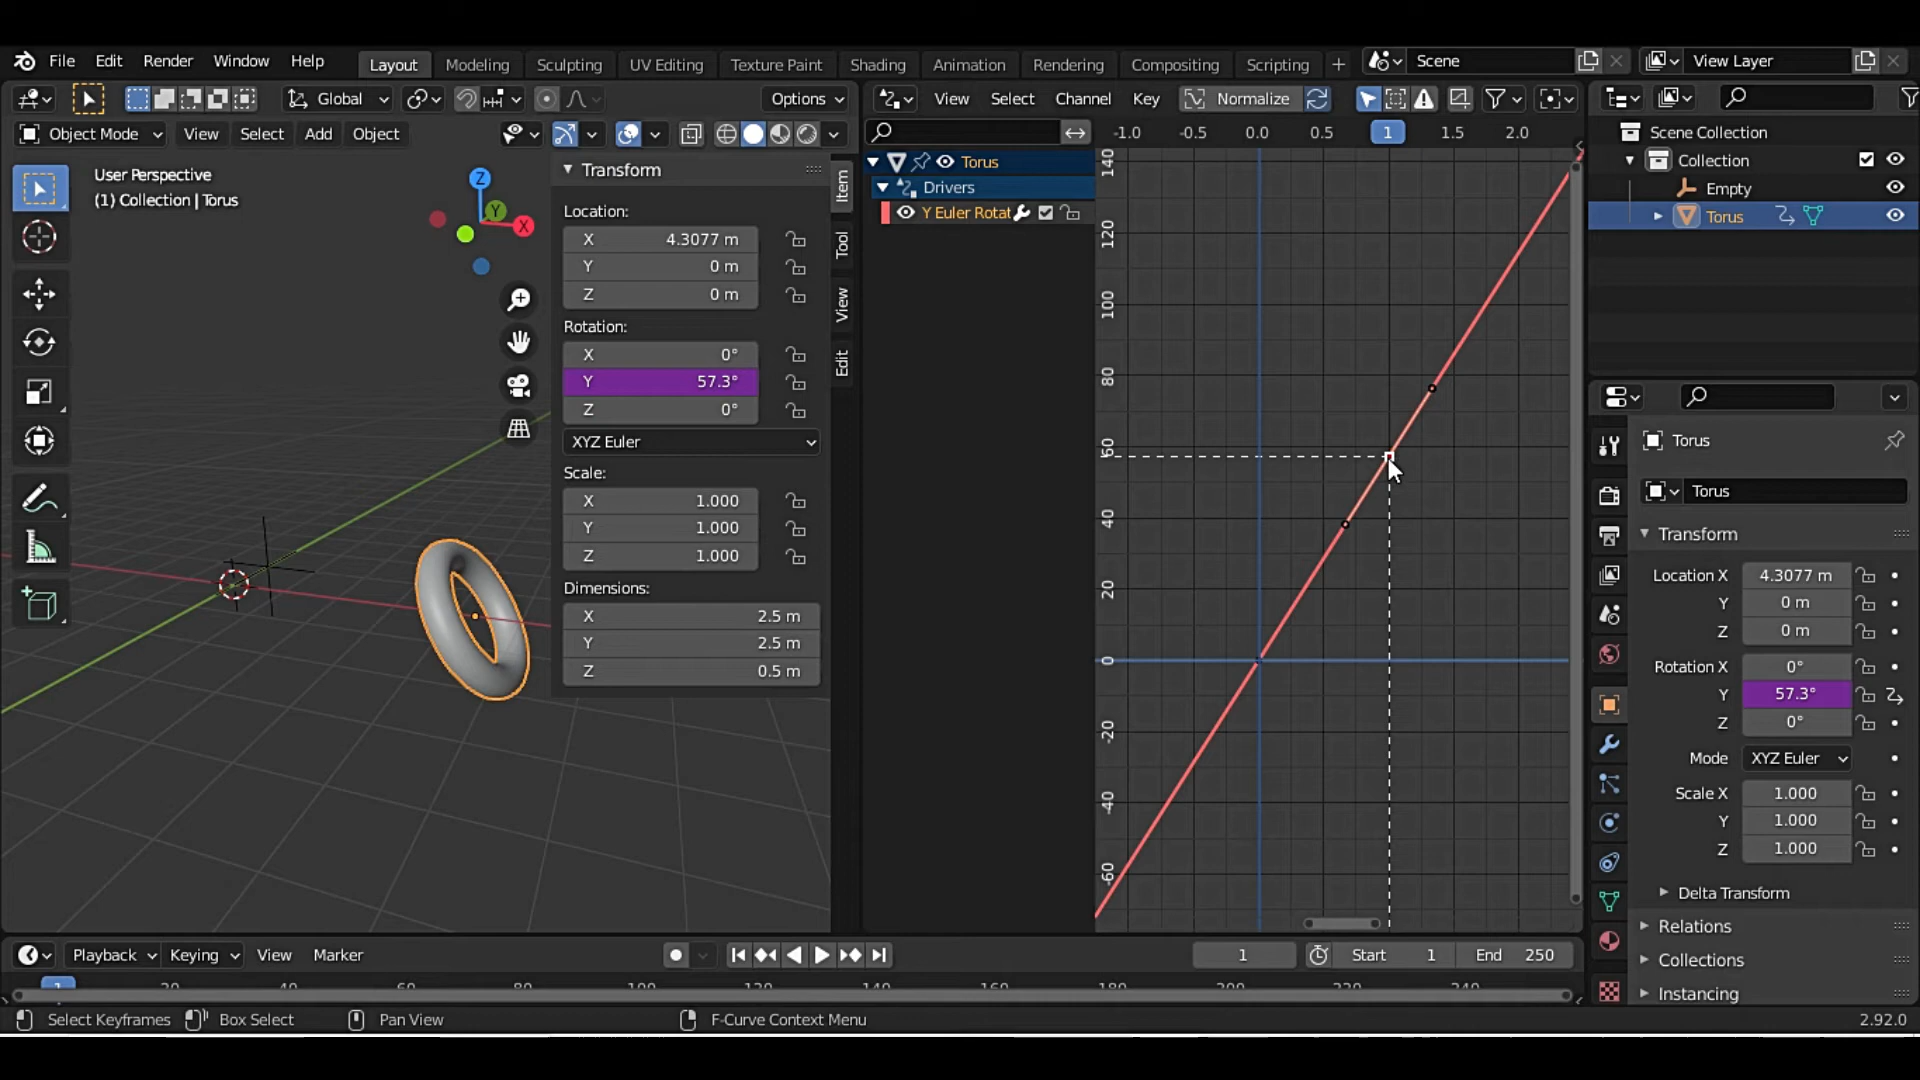 File Edit Render Window Help Layout Modeling Sculpting UV Editing Texture Paint Shading Animation Rendering Compositing Scripting + Scene View Layer
Global Options
Object Mode View Select Add Object
User Perspective
(1) Collection | Torus
Z
Y
X
Transform
Location:
X 4.3077 m
Y 0 m
Z 0 m
Rotation:
X 0°
Y 57.3°
Z 0°
XYZ Euler
Scale:
X 1.000
Y 1.000
Z 1.000
Dimensions:
X 2.5 m
Y 2.5 m
Z 0.5 m
Item
Tool
View
Edit
View Select Channel Key Normalize
Torus
Drivers
Y Euler Rotat
-1.0 -0.5 0.0 0.5 1 1.5 2.0
140
120
100
80
60
40
20
0
-20
-40
-60
Scene Collection
Collection
Empty
Torus
Torus
Torus
Transform
Location X 4.3077 m
Y 0 m
Z 0 m
Rotation X 0°
Y 57.3°
Z 0°
Mode XYZ Euler
Scale X 1.000
Y 1.000
Z 1.000
Delta Transform
Relations
Collections
Instancing
Playback Keying View Marker 1 Start 1 End 250
1 20 40 60 80 100 120 140 160 180 200 220 240
Select Keyframes Box Select Pan View F-Curve Context Menu 2.92.0